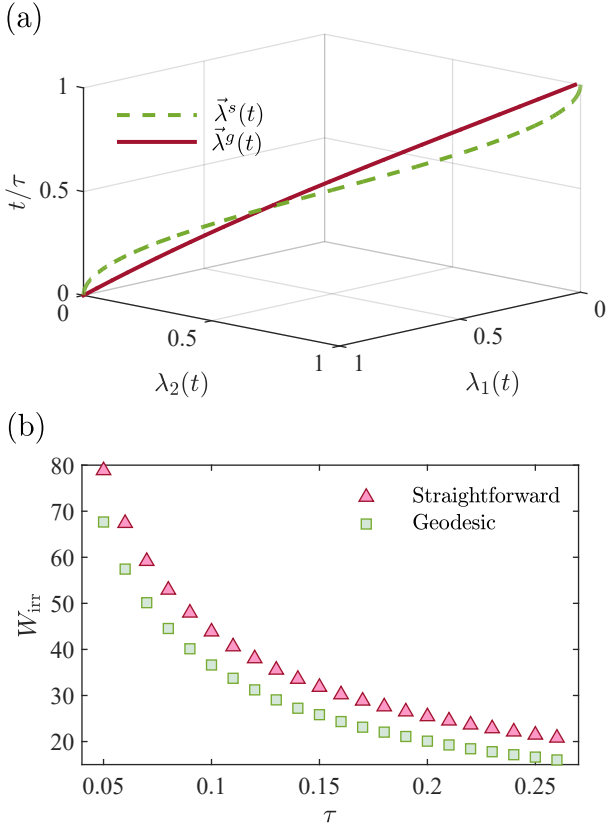 (a)
1
0.5
0
t/τ
λ⃗ˢ(t)
λ⃗ᵍ(t)
0
0.5
1
λ₂(t)
1
0.5
0
λ₁(t)
(b)
80
70
60
50
40
30
20
W_irr
Straightforward
Geodesic
0.05
0.1
0.15
0.2
0.25
τ